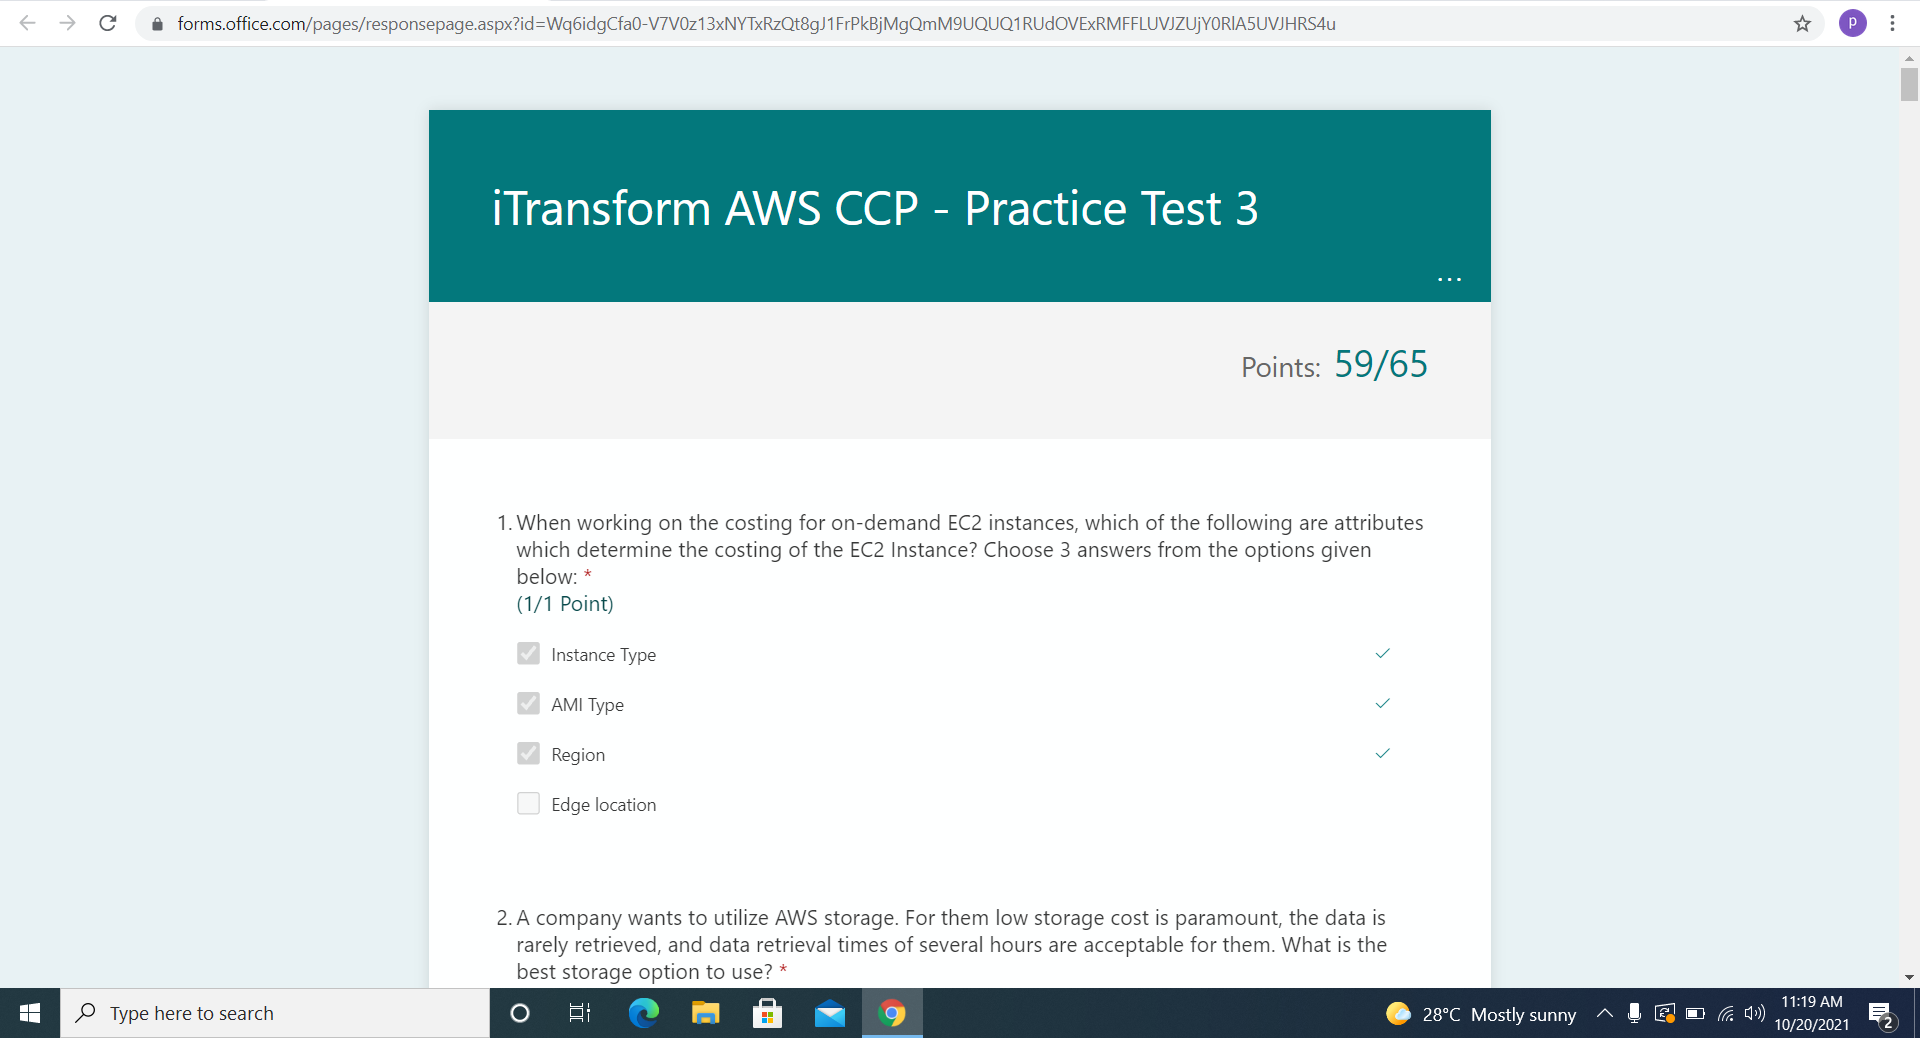 forms.office.com/pages/responsepage.aspx?id=Wq6idgCfa0-V7V0z13xNYTxRzQt8gJ1FrPkBjMgQmM9UQUQ1RUdOVExRMFFLUVJZUjY0RlA5UVJHRS4u
P
iTransform AWS CCP - Practice Test 3
...
Points: 59/65
1. When working on the costing for on-demand EC2 instances, which of the following are attributes
which determine the costing of the EC2 Instance? Choose 3 answers from the options given
below: *
(1/1 Point)
Instance Type
AMI Type
Region
Edge location
2. A company wants to utilize AWS storage. For them low storage cost is paramount, the data is
rarely retrieved, and data retrieval times of several hours are acceptable for them. What is the
best storage option to use? *
Type here to search
28°C Mostly sunny
11:19 AM
10/20/2021
2